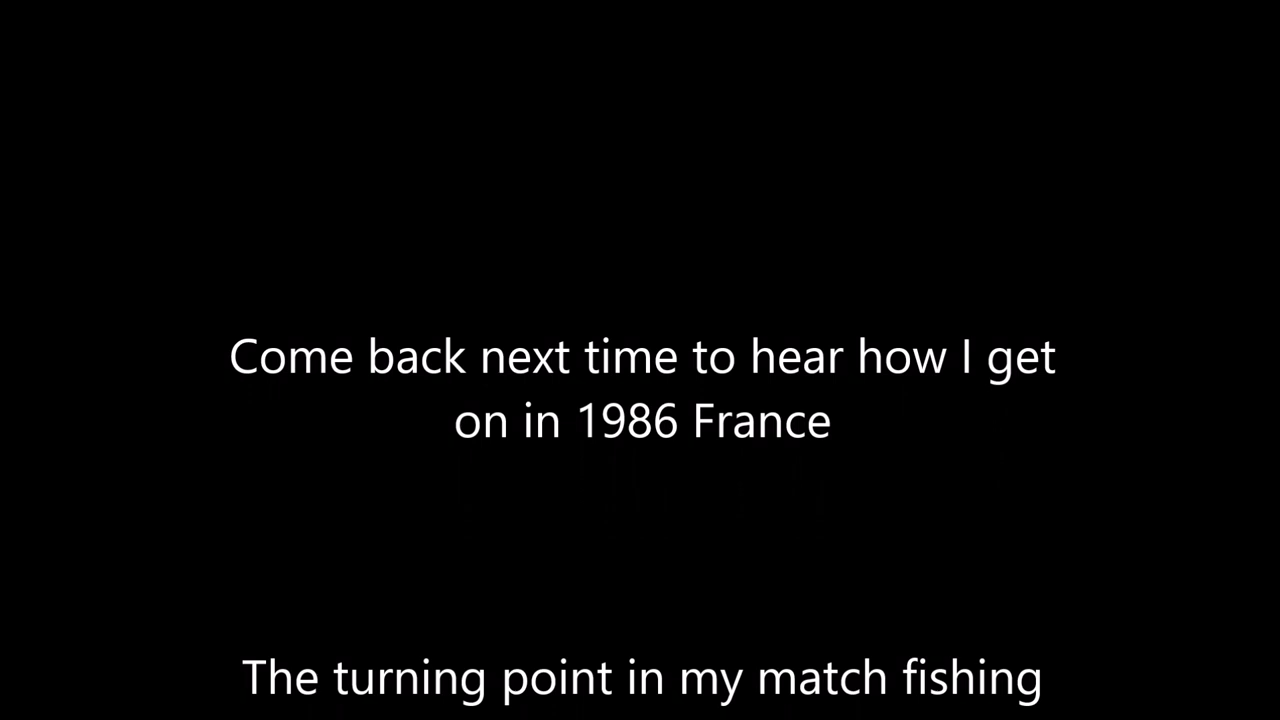 Come back next time to hear how I get
on in 1986 France
The turning point in my match fishing